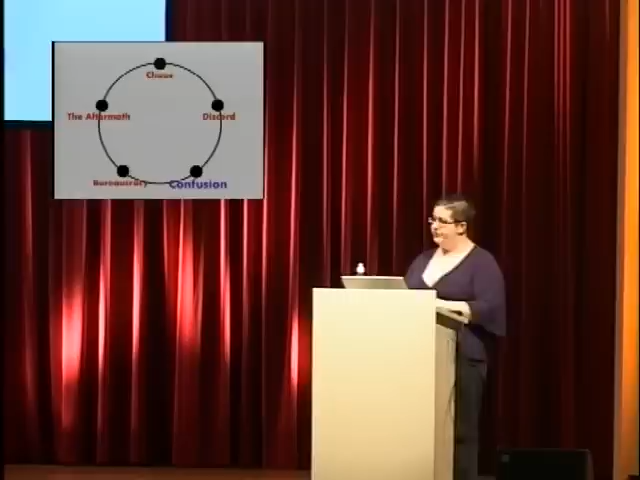 Chaos
The Aftermath
Discord
Bureaucracy
Confusion